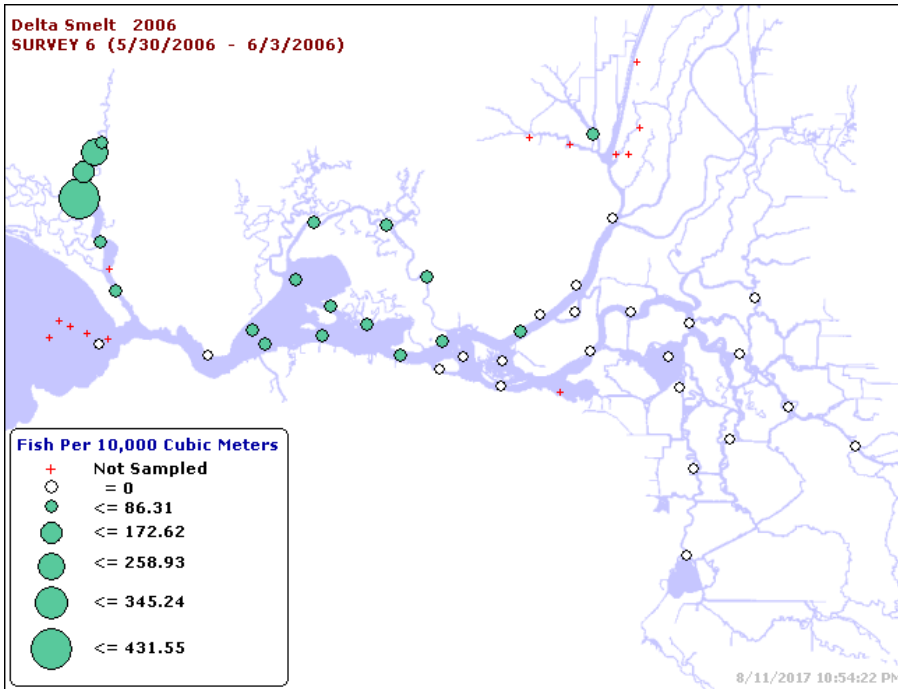 Delta Smelt 2006
SURVEY 6 (5/30/2006 - 6/3/2006)
Fish Per 10,000 Cubic Meters
Not Sampled
= 0
<= 86.31
<= 172.62
<= 258.93
<= 345.24
<= 431.55
8/11/2017 10:54:22 PM